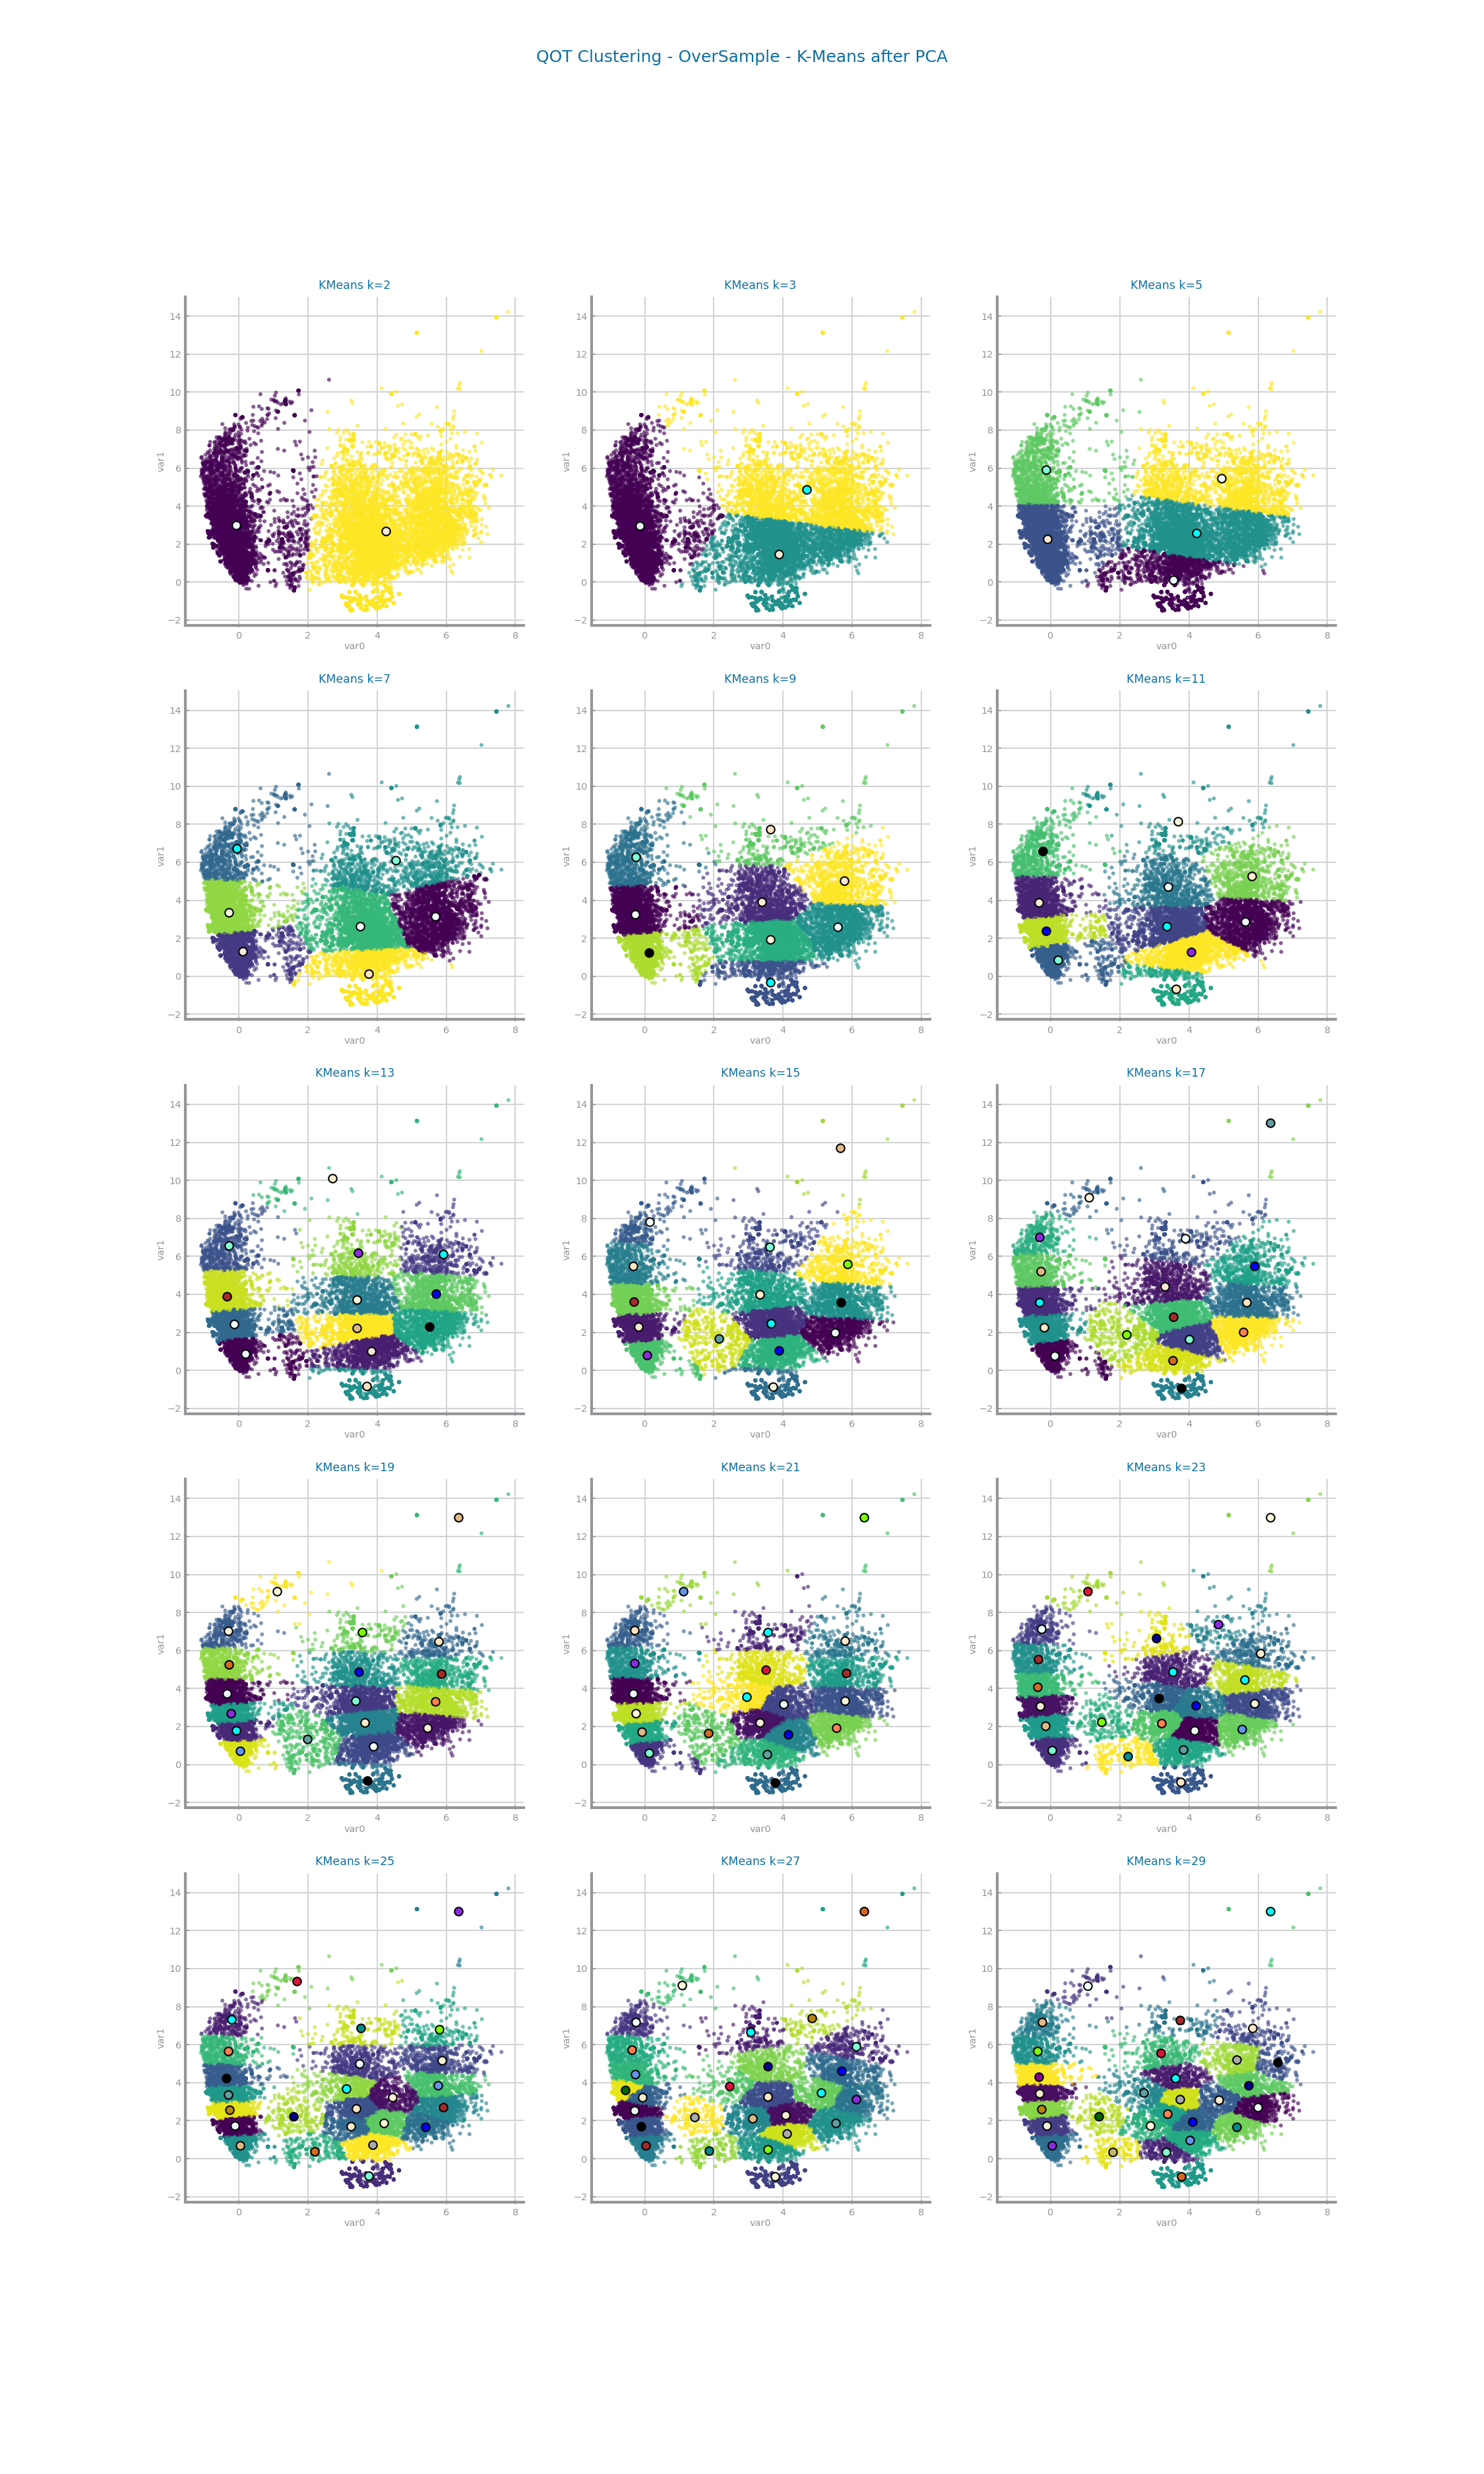 QOT Clustering - OverSample - K-Means after PCA
KMeans k=2
KMeans k=3
KMeans k=5
14
12
10
8
6
4
2
0
−2
var1
0 2 4 6 8
var0
14
12
10
8
6
4
2
0
−2
var1
0 2 4 6 8
var0
14
12
10
8
6
4
2
0
−2
var1
0 2 4 6 8
var0
KMeans k=7
KMeans k=9
KMeans k=11
14
12
10
8
6
4
2
0
−2
var1
0 2 4 6 8
var0
14
12
10
8
6
4
2
0
−2
var1
0 2 4 6 8
var0
14
12
10
8
6
4
2
0
−2
var1
0 2 4 6 8
var0
KMeans k=13
KMeans k=15
KMeans k=17
14
12
10
8
6
4
2
0
−2
var1
0 2 4 6 8
var0
14
12
10
8
6
4
2
0
−2
var1
0 2 4 6 8
var0
14
12
10
8
6
4
2
0
−2
var1
0 2 4 6 8
var0
KMeans k=19
KMeans k=21
KMeans k=23
14
12
10
8
6
4
2
0
−2
var1
0 2 4 6 8
var0
14
12
10
8
6
4
2
0
−2
var1
0 2 4 6 8
var0
14
12
10
8
6
4
2
0
−2
var1
0 2 4 6 8
var0
KMeans k=25
KMeans k=27
KMeans k=29
14
12
10
8
6
4
2
0
−2
var1
0 2 4 6 8
var0
14
12
10
8
6
4
2
0
−2
var1
0 2 4 6 8
var0
14
12
10
8
6
4
2
0
−2
var1
0 2 4 6 8
var0